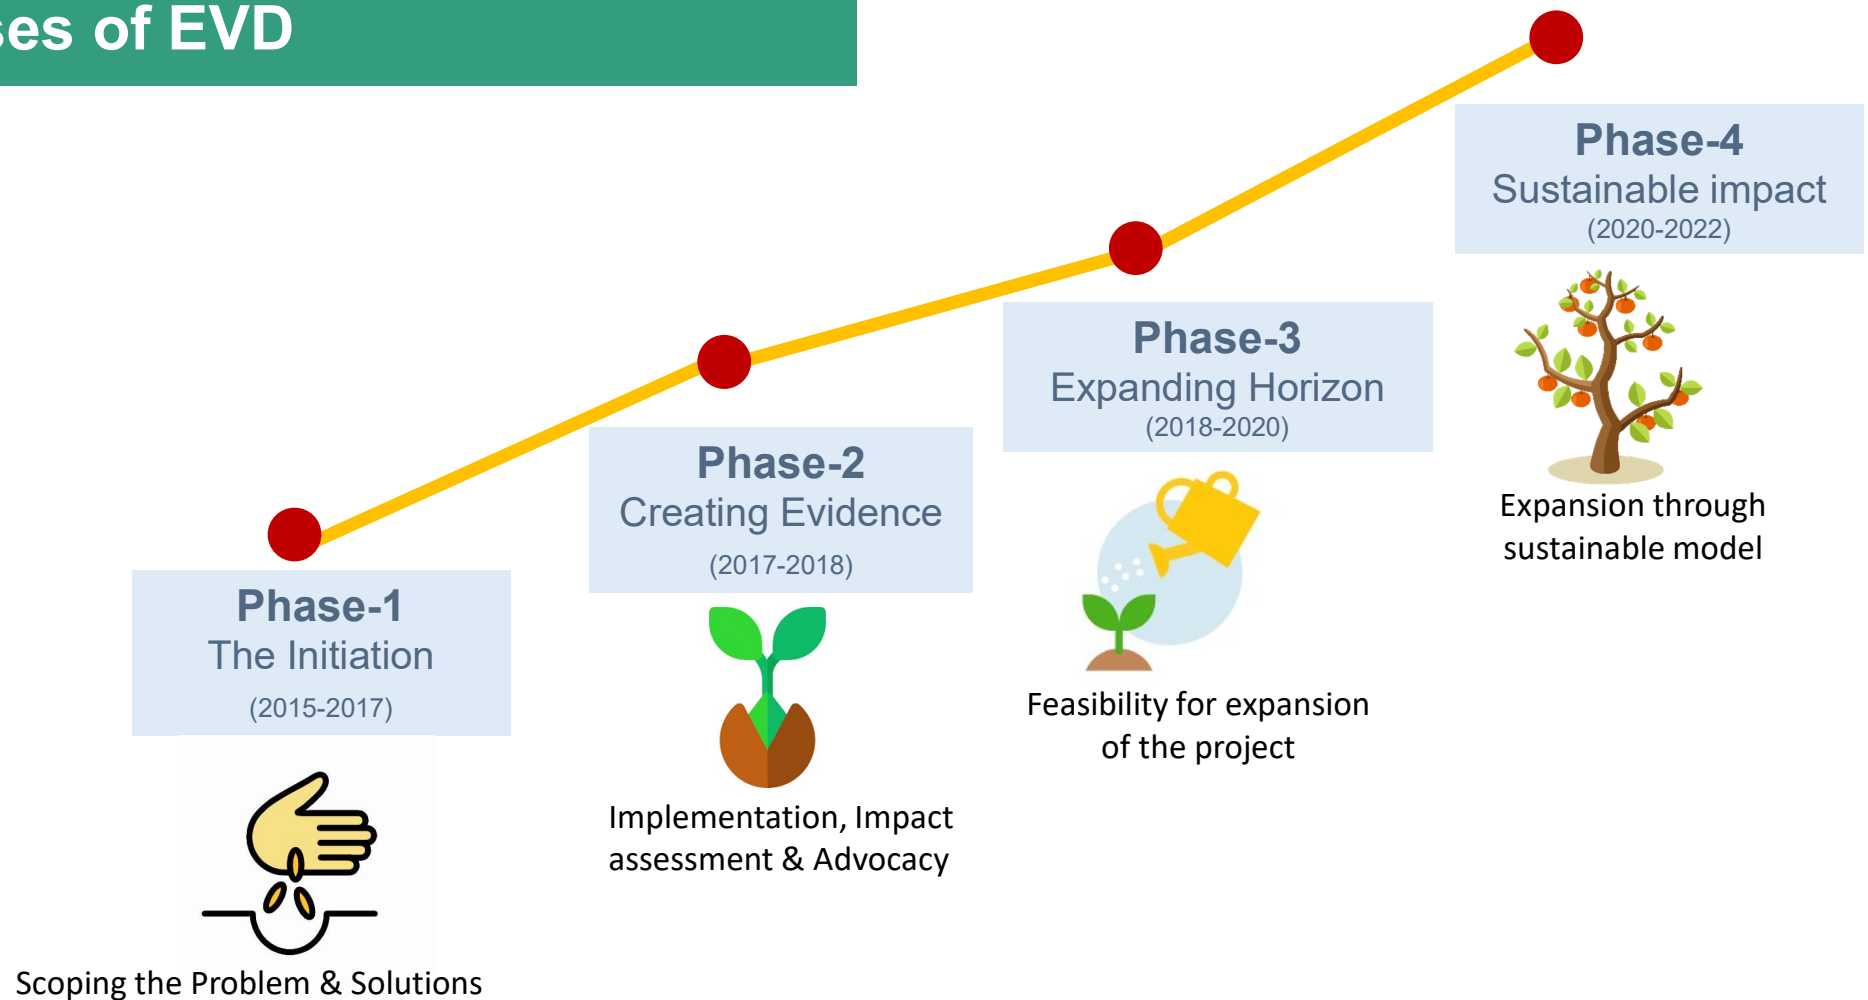 of EVD
Phase-1
The Initiation
(2015-2017)
Scoping the Problem & Solutions
Phase-2
Creating Evidence
(2017-2018)
Implementation, Impact
assessment & Advocacy
Phase-3
Expanding Horizon
(2018-2020)
Feasibility for expansion
of the project
Phase-4
Sustainable impact
(2020-2022)
Expansion through
sustainable model